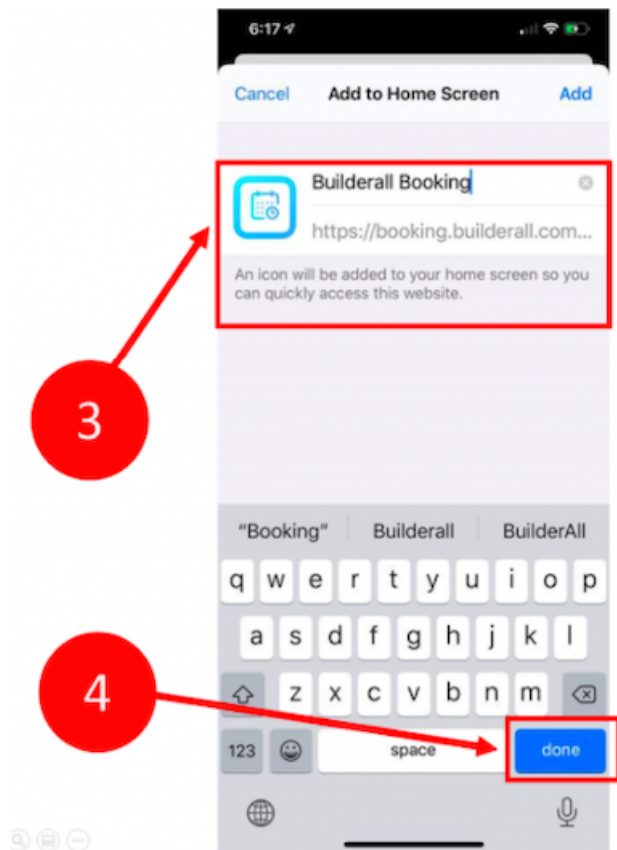 6:17
Cancel Add to Home Screen Add
Builderall Booking
https://booking.builderall.com...
An icon will be added to your home screen so you
can quickly access this website.
3
"Booking" Builderall BuilderAll
q w e r t y u i o p
a s d f g h j k l
4
z x c v b n m
123 space done